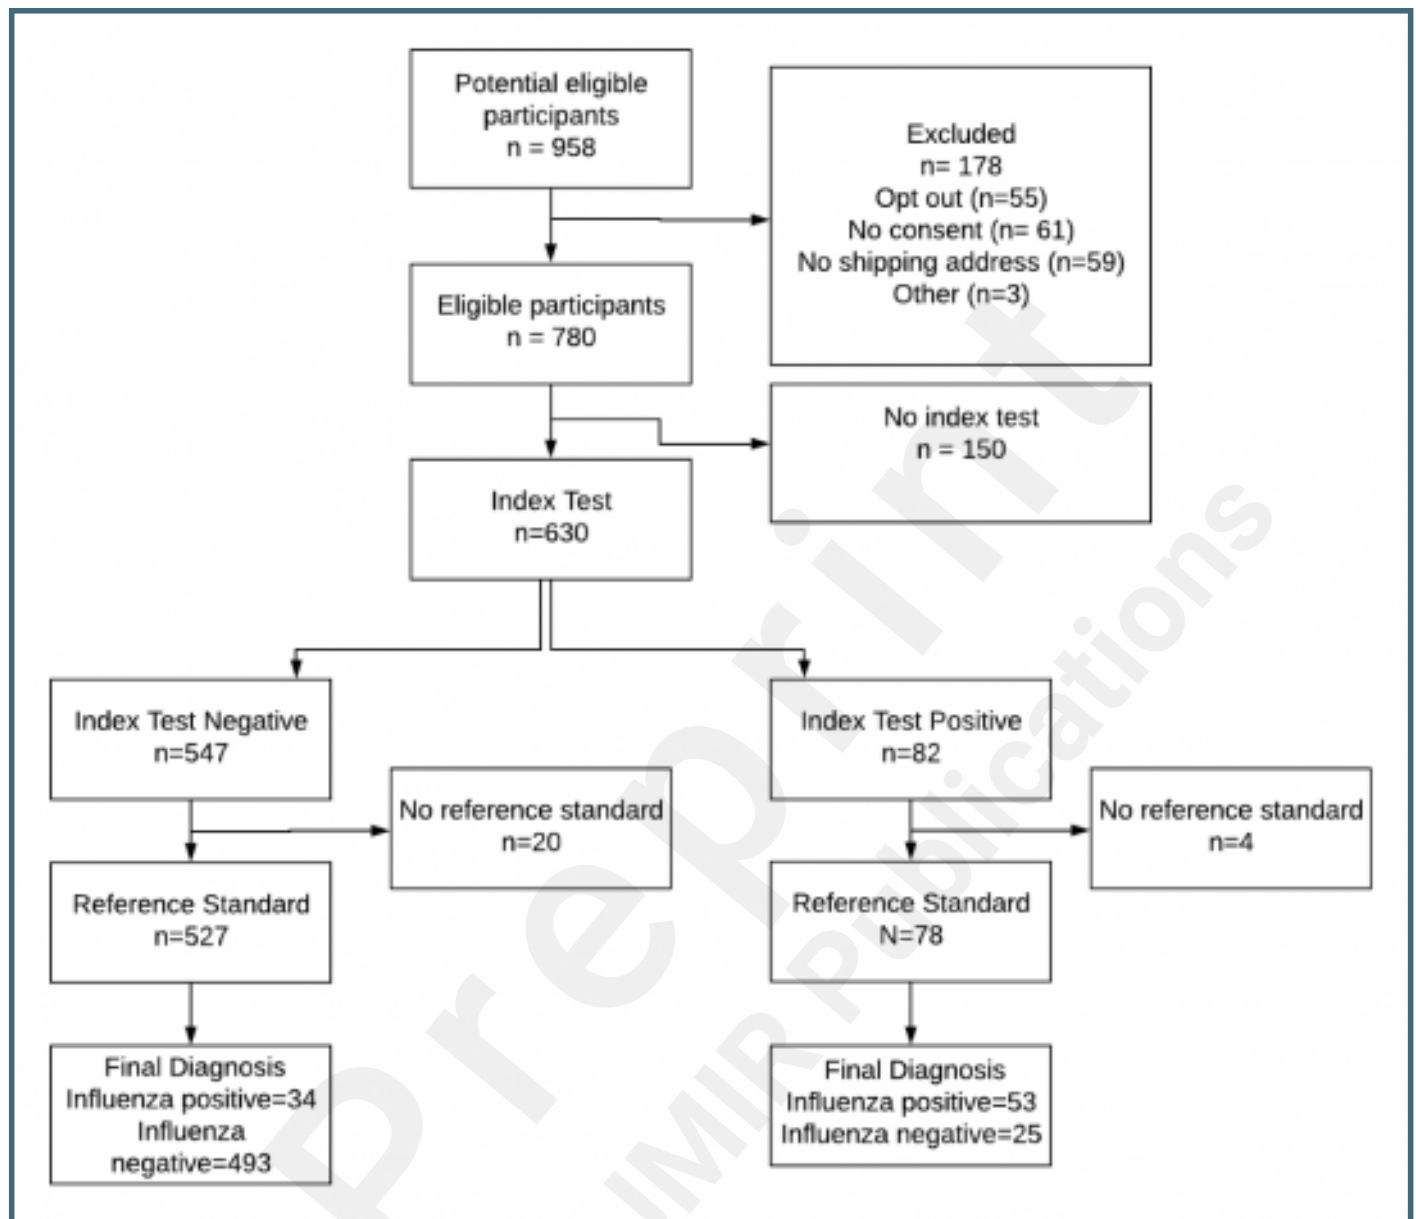 Potential eligible
participants
n = 958
Excluded
n= 178
Opt out (n=55)
No consent (n= 61)
No shipping address (n=59)
Other (n=3)
Eligible participants
n = 780
No index test
n = 150
Index Test
n=630
Index Test Negative
n=547
Index Test Positive
n=82
No reference standard
n=20
No reference standard
n=4
Reference Standard
n=527
Reference Standard
N=78
Final Diagnosis
Influenza positive=34
Influenza
negative=493
Final Diagnosis
Influenza positive=53
Influenza negative=25
Preprint
JMIR Publications